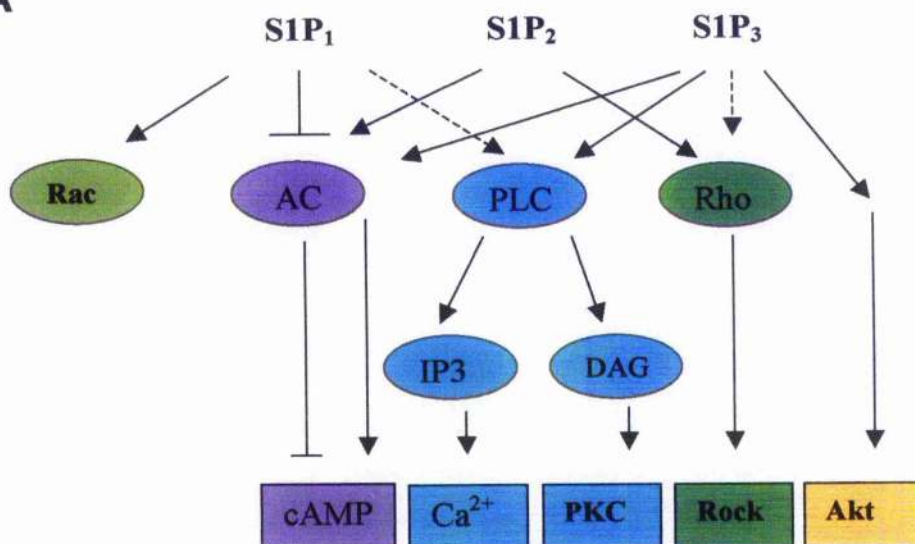 A
S1P₁ S1P₂ S1P₃
Rac AC PLC Rho
IP3 DAG
cAMP Ca²⁺ PKC Rock Akt